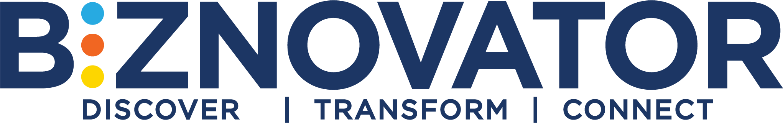 BIZNOVATOR
DISCOVER | TRANSFORM | CONNECT